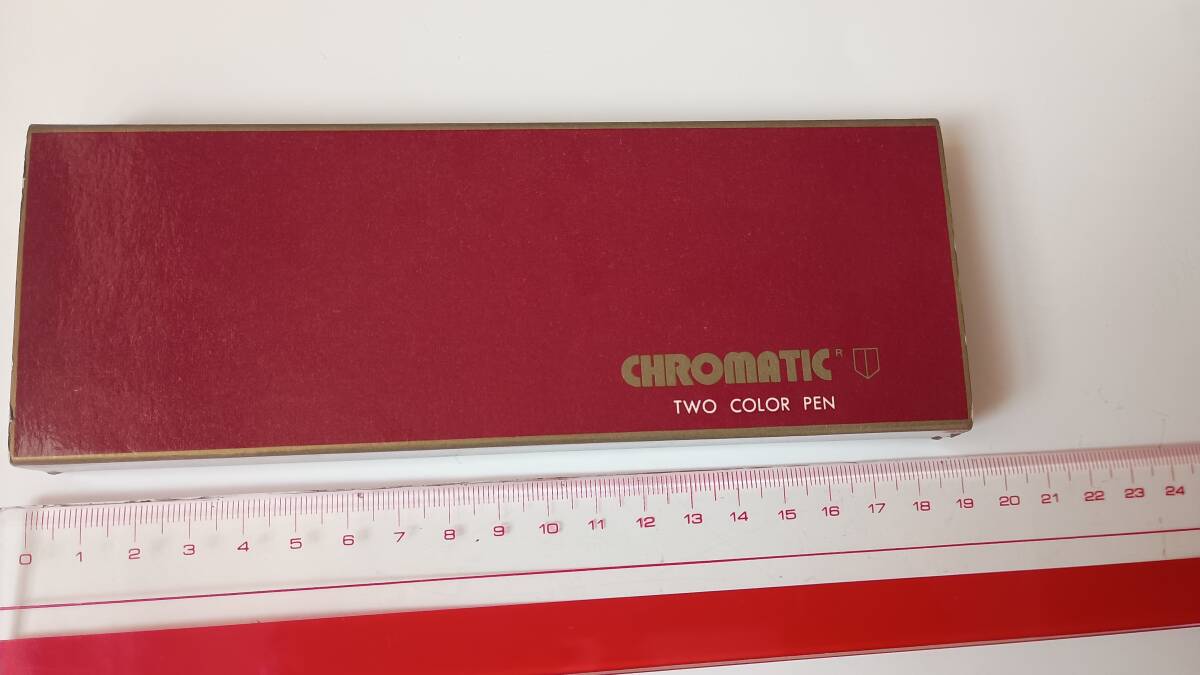 CHROMATIC R
TWO COLOR PEN
0 1 2 3 4 5 6 7 8 9 10 11 12 13 14 15 16 17 18 19 20 21 22 23 24